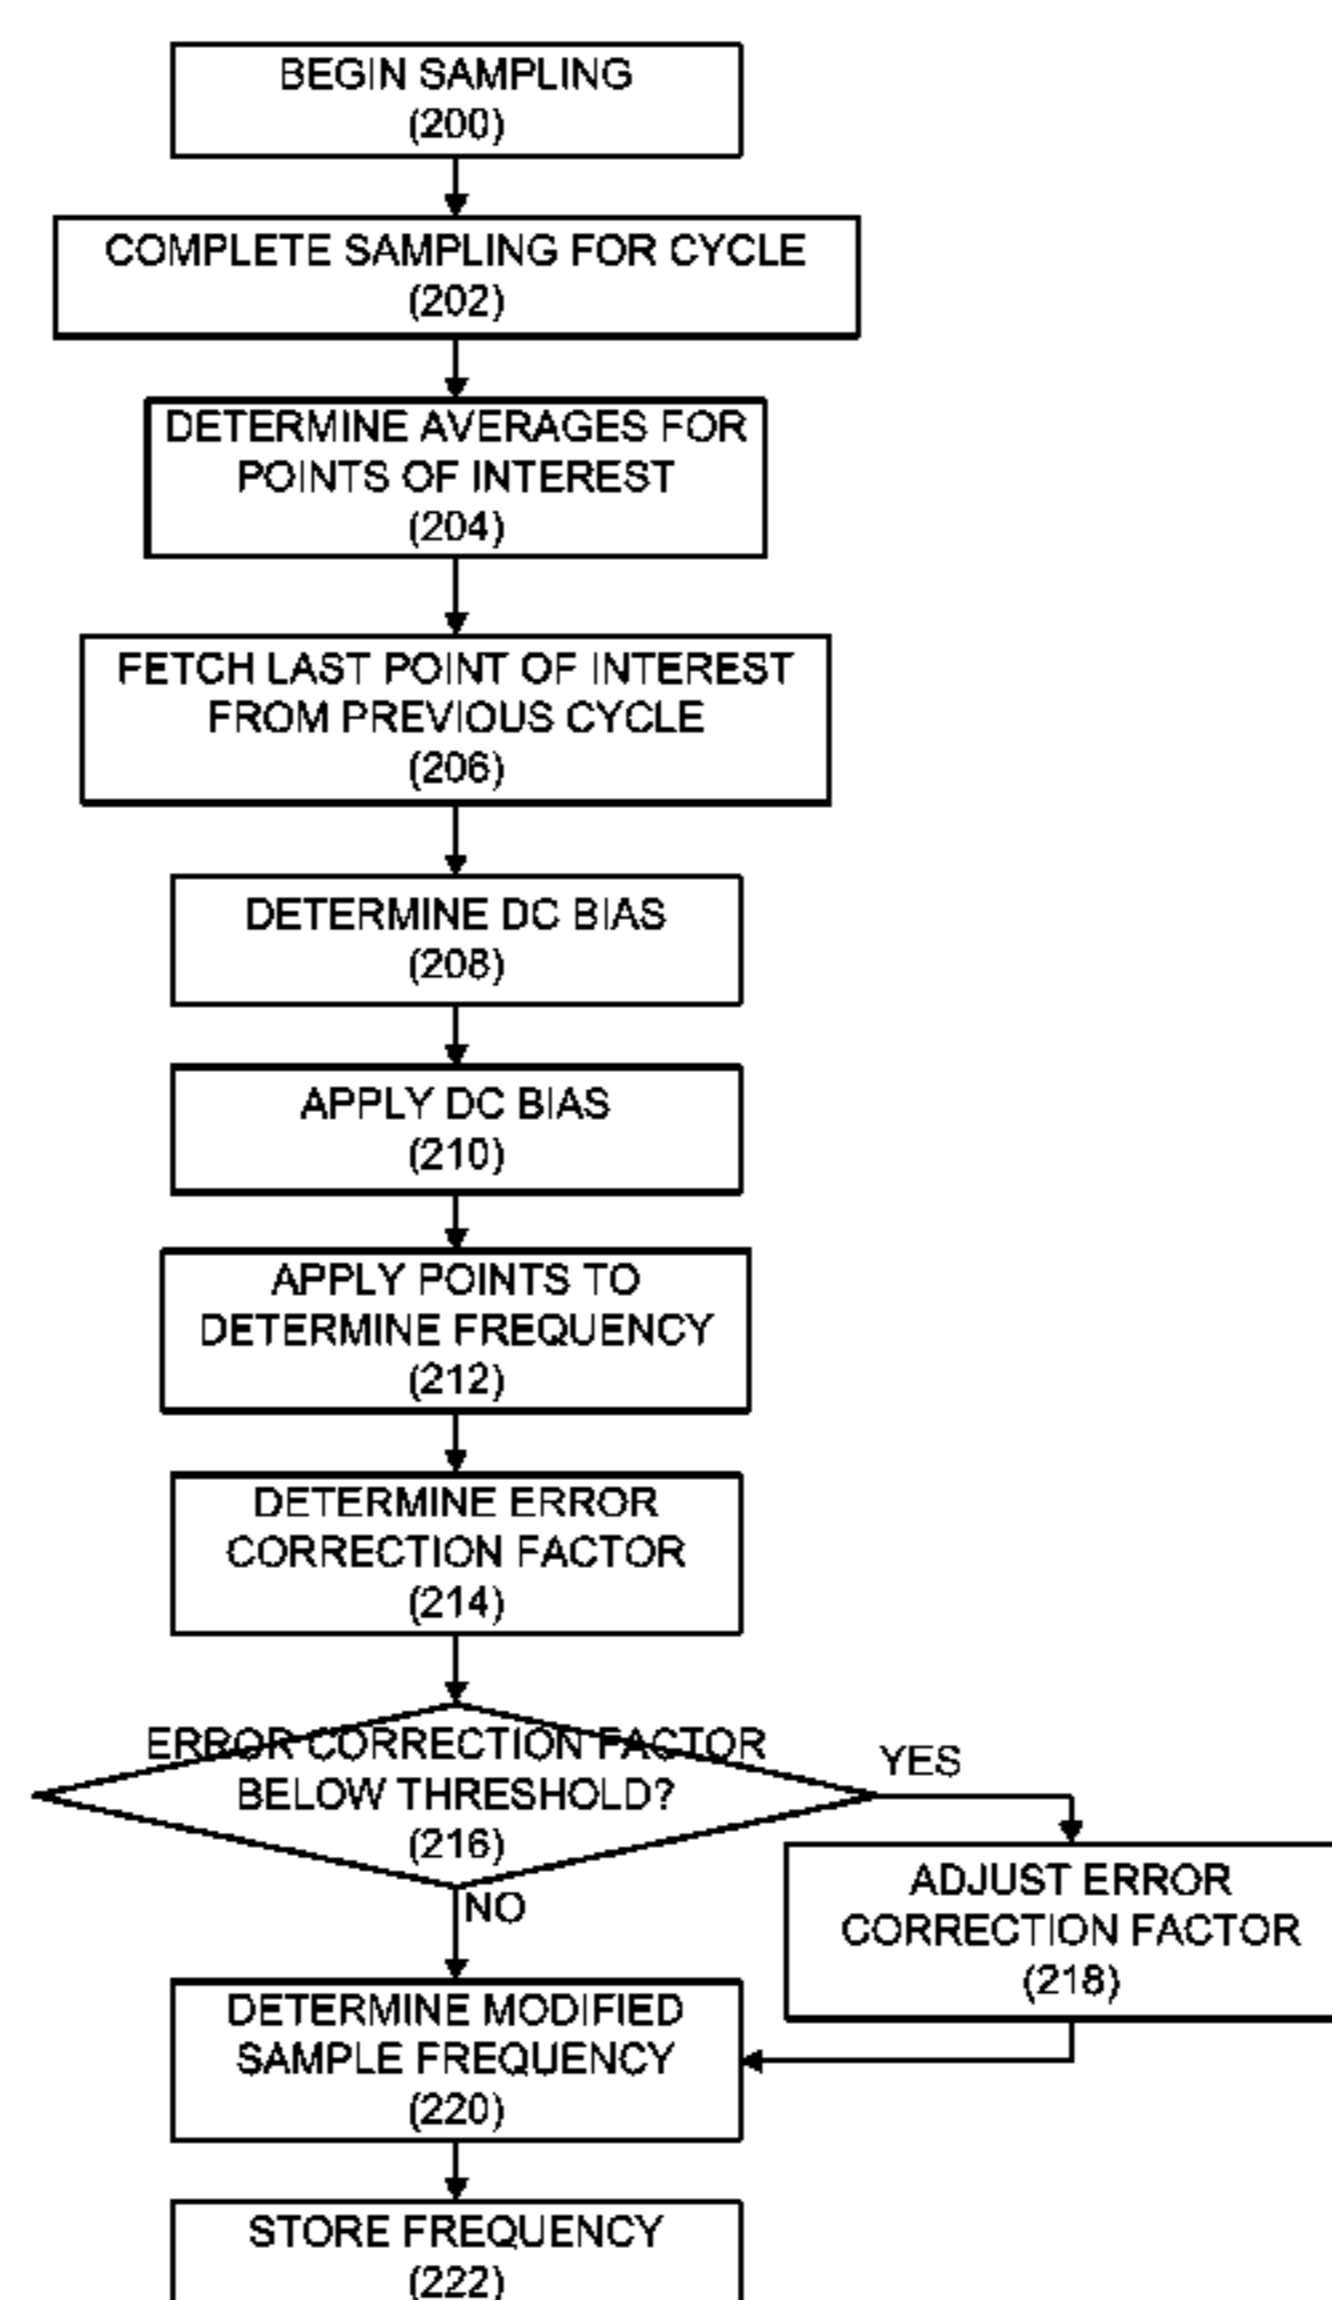 BEGIN SAMPLING
(200)
COMPLETE SAMPLING FOR CYCLE
(202)
DETERMINE AVERAGES FOR
POINTS OF INTEREST
(204)
FETCH LAST POINT OF INTEREST
FROM PREVIOUS CYCLE
(206)
DETERMINE DC BIAS
(208)
APPLY DC BIAS
(210)
APPLY POINTS TO
DETERMINE FREQUENCY
(212)
DETERMINE ERROR
CORRECTION FACTOR
(214)
ERROR CORRECTION FACTOR
BELOW THRESHOLD?
(216)
YES
NO
ADJUST ERROR
CORRECTION FACTOR
(218)
DETERMINE MODIFIED
SAMPLE FREQUENCY
(220)
STORE FREQUENCY
(222)